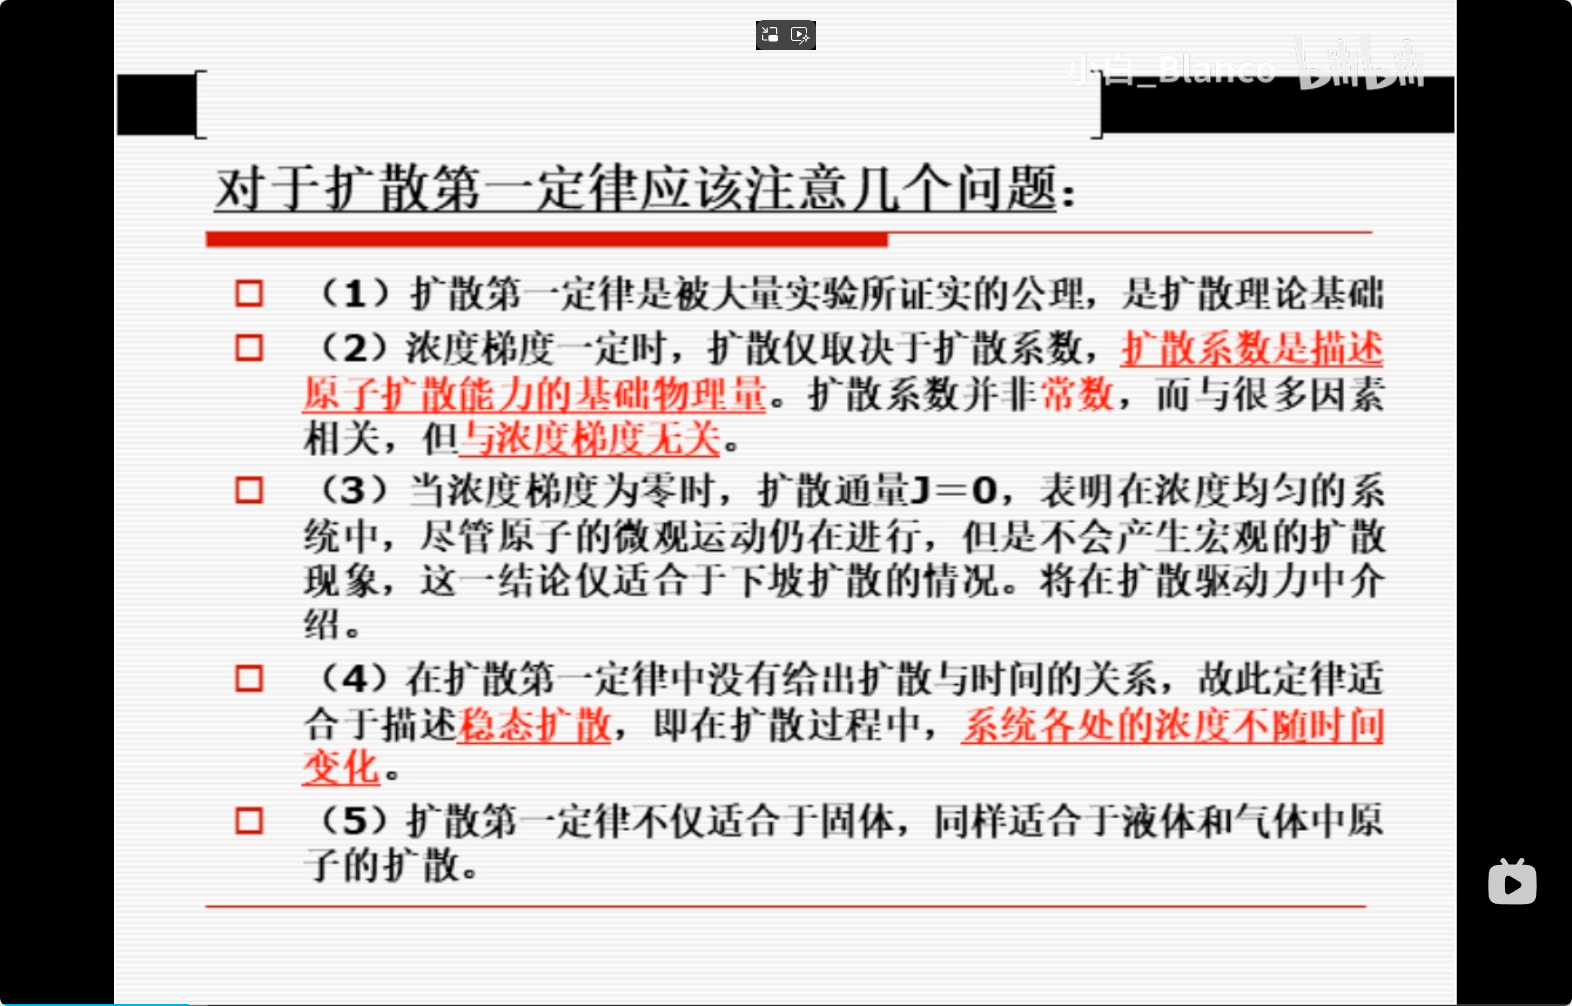 小白_Blanco bilibili
对于扩散第一定律应该注意几个问题：
（1）扩散第一定律是被大量实验所证实的公理，是扩散理论基础
（2）浓度梯度一定时，扩散仅取决于扩散系数，扩散系数是描述
原子扩散能力的基础物理量。扩散系数并非常数，而与很多因素
相关，但与浓度梯度无关。
（3）当浓度梯度为零时，扩散通量J＝0，表明在浓度均匀的系
统中，尽管原子的微观运动仍在进行，但是不会产生宏观的扩散
现象，这一结论仅适合于下坡扩散的情况。将在扩散驱动力中介
绍。
（4）在扩散第一定律中没有给出扩散与时间的关系，故此定律适
合于描述稳态扩散，即在扩散过程中，系统各处的浓度不随时间
变化。
（5）扩散第一定律不仅适合于固体，同样适合于液体和气体中原
子的扩散。